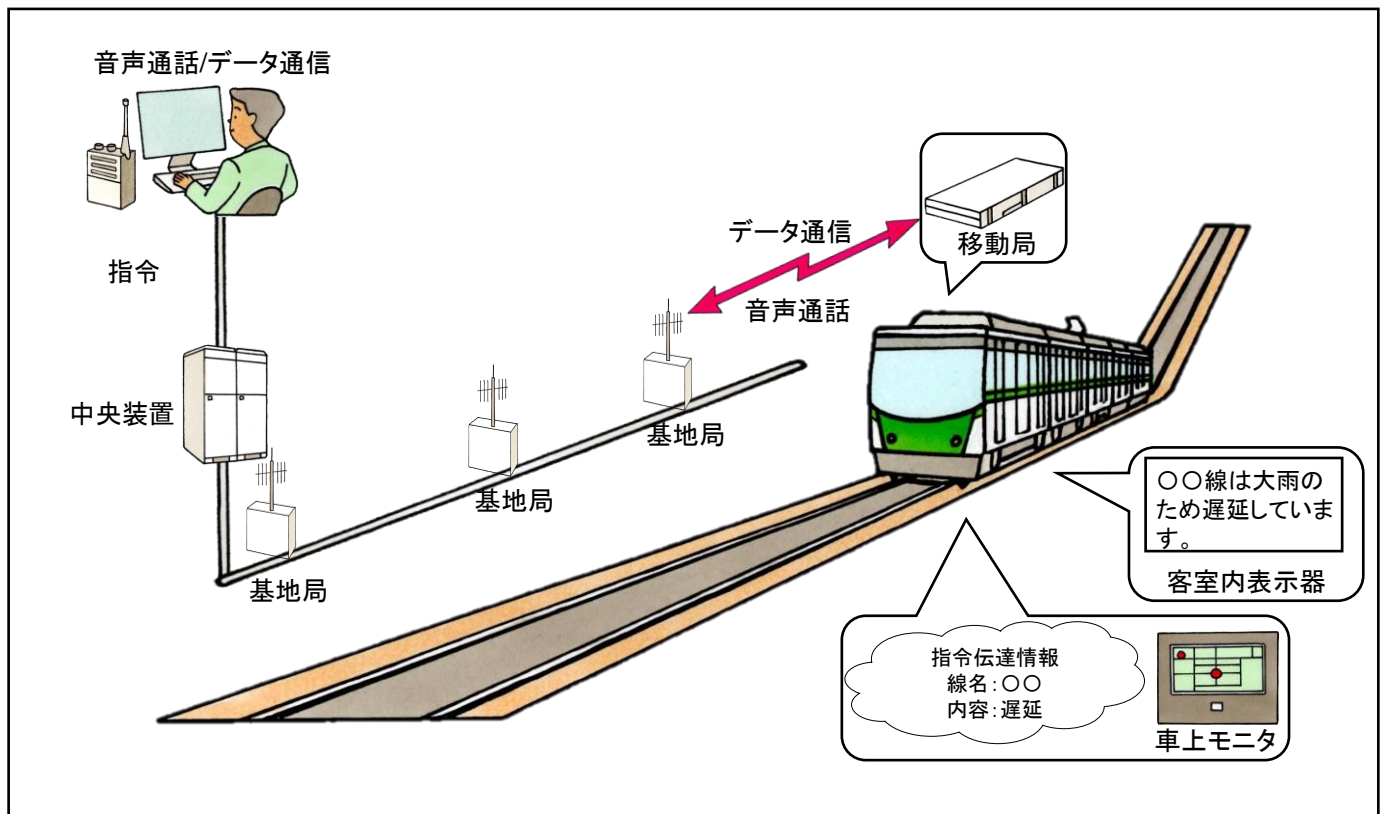 音声通話/データ通信
指令
中央装置
基地局
基地局
基地局
データ通信
音声通話
移動局
〇〇線は大雨の
ため遅延していま
す。
客室内表示器
指令伝達情報
線名：〇〇
内容：遅延
車上モニタ